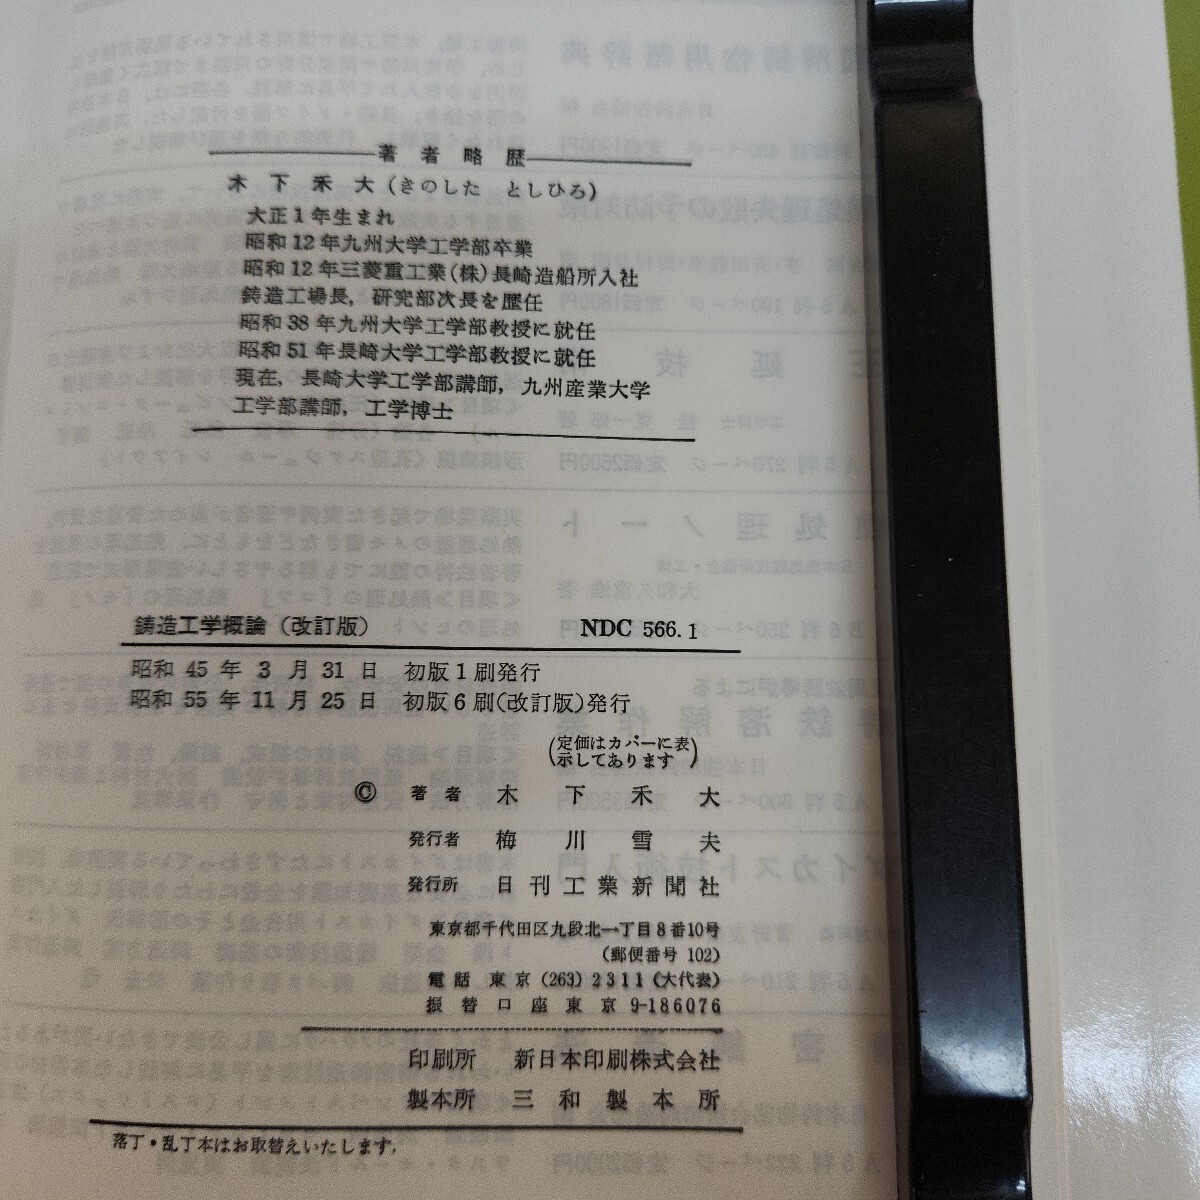 著者略歴
木下禾大(きのした としひろ)
大正1年生まれ
昭和12年九州大学工学部卒業
昭和12年三菱重工業(株)長崎造船所入社
鋳造工場長，研究部次長を歴任
昭和38年九州大学工学部教授に就任
昭和51年長崎大学工学部教授に就任
現在，長崎大学工学部講師，九州産業大学
工学部講師，工学博士
鋳造工学概論(改訂版) NDC 566.1
昭和45年3月31日 初版1刷発行
昭和55年11月25日 初版6刷(改訂版)発行
(定価はカバーに表
示してあります)
© 著者 木下禾大
発行者 梅川雪夫
発行所 日刊工業新聞社
東京都千代田区九段北一丁目8番10号
(郵便番号 102)
電話 東京 (263) 2311 (大代表)
振替口座東京 9-186076
印刷所 新日本印刷株式会社
製本所 三和製本所
落丁・乱丁本はお取替えいたします．